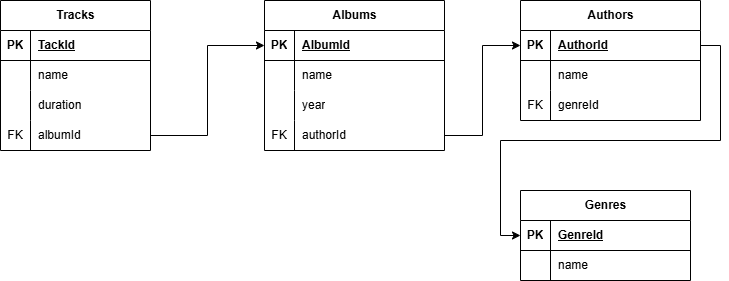 Tracks
PK TackId
name
duration
FK albumId
Albums
PK AlbumId
name
year
FK authorId
Authors
PK AuthorId
name
FK genreId
Genres
PK GenreId
name